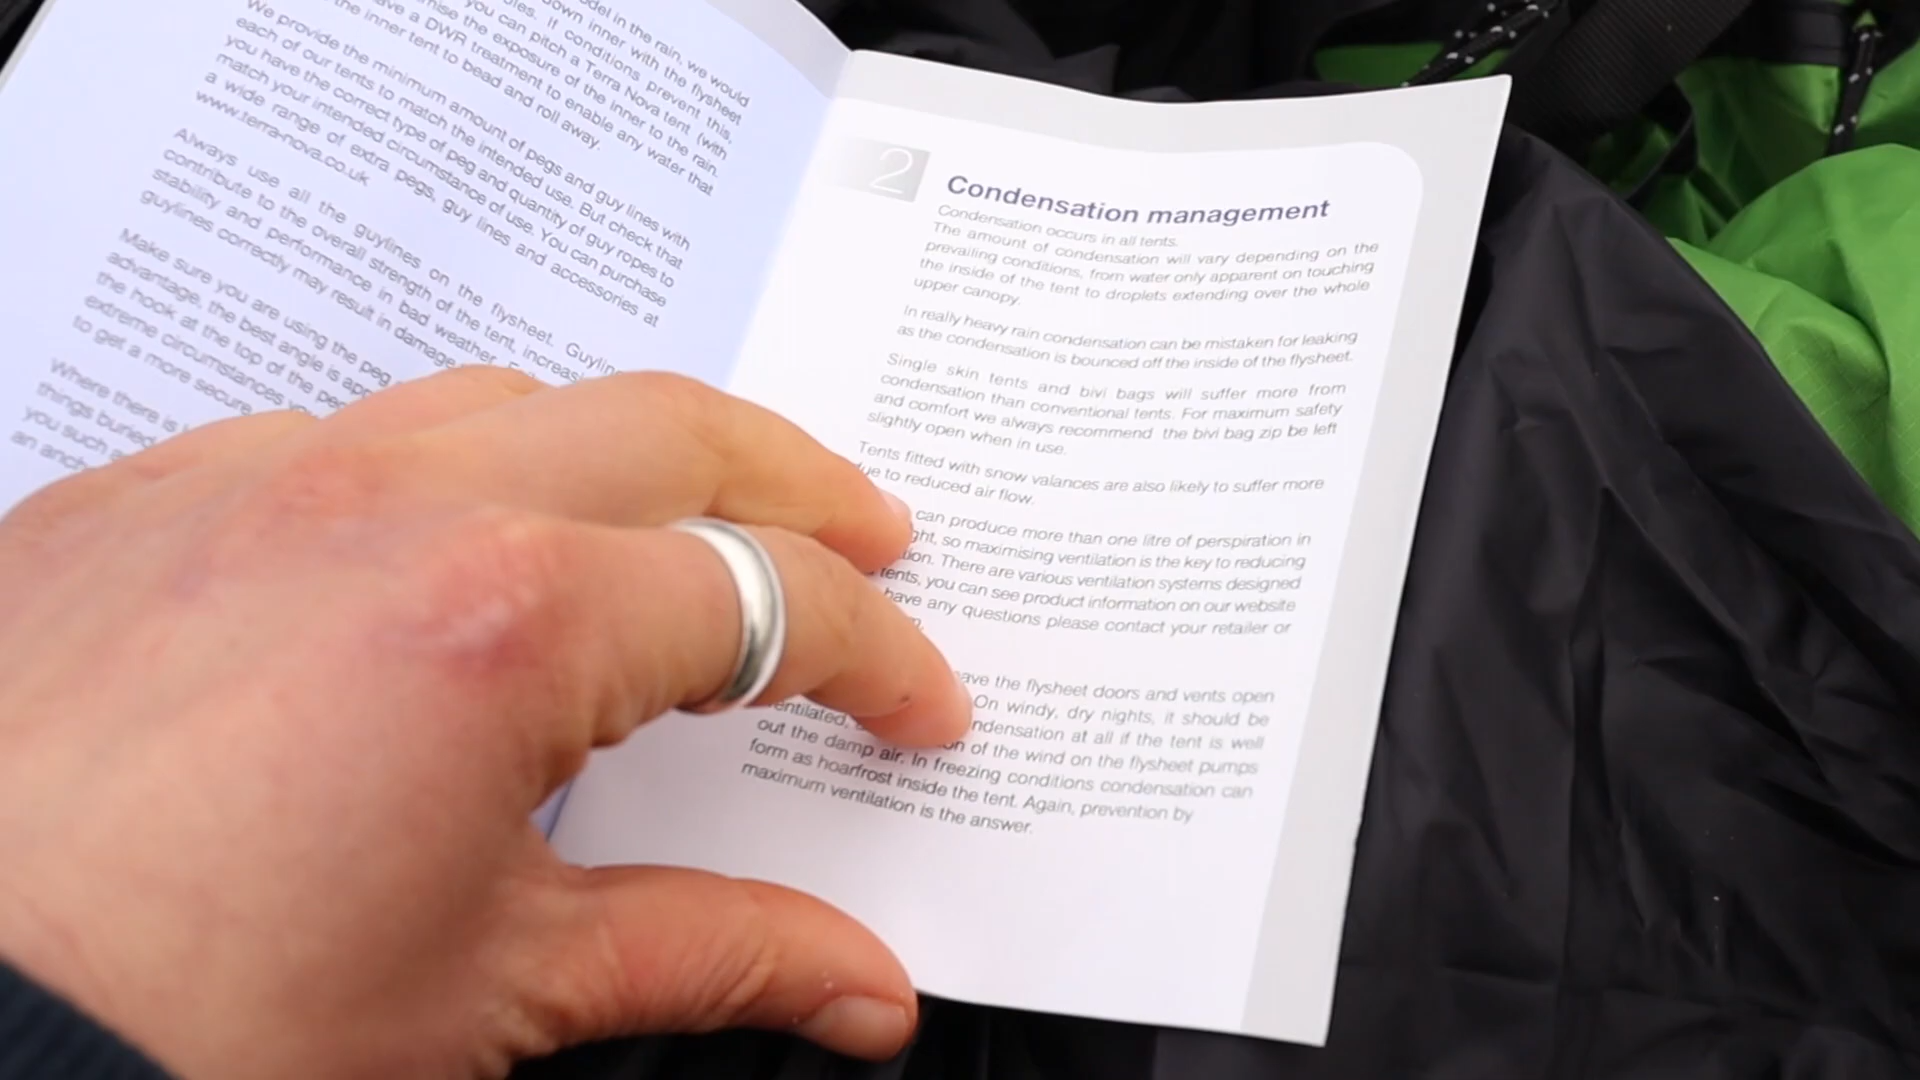 del in the rain, we would
down inner with the flysheet
oles. If conditions prevent this,
you can pitch a Terra Nova tent (with
mise the exposure of the inner to the rain.
ave a DWR treatment to enable any water that
the inner tent to bead and roll away.
We provide the minimum amount of pegs and guy lines with
each of our tents to match the intended use. But check that
you have the correct type of peg and quantity of guy ropes to
match your intended circumstance of use. You can purchase
a wide range of extra pegs, guy lines and accessories at
www.terra-nova.co.uk
Always use all the guylines on the flysheet. Guyline
contribute to the overall strength of the tent, increasi
stability and performance in bad weather.
guylines correctly may result in damage
Make sure you are using the peg
advantage, the best angle is app
the hook at the top of the peg
extreme circumstances you
to get a more secure
Where there is
things buried
you such a
an anch
2
Condensation management
Condensation occurs in all tents.
The amount of condensation will vary depending on the
prevailing conditions, from water only apparent on touching
the inside of the tent to droplets extending over the whole
upper canopy.
In really heavy rain condensation can be mistaken for leaking
as the condensation is bounced off the inside of the flysheet.
Single skin tents and bivi bags will suffer more from
condensation than conventional tents. For maximum safety
and comfort we always recommend the bivi bag zip be left
slightly open when in use.
Tents fitted with snow valances are also likely to suffer more
ue to reduced air flow.
can produce more than one litre of perspiration in
ght, so maximising ventilation is the key to reducing
tion. There are various ventilation systems designed
tents, you can see product information on our website
have any questions please contact your retailer or
ave the flysheet doors and vents open
On windy, dry nights, it should be
ndensation at all if the tent is well
entilated, on of the wind on the flysheet pumps
out the damp air. In freezing conditions condensation can
form as hoarfrost inside the tent. Again, prevention by
maximum ventilation is the answer.